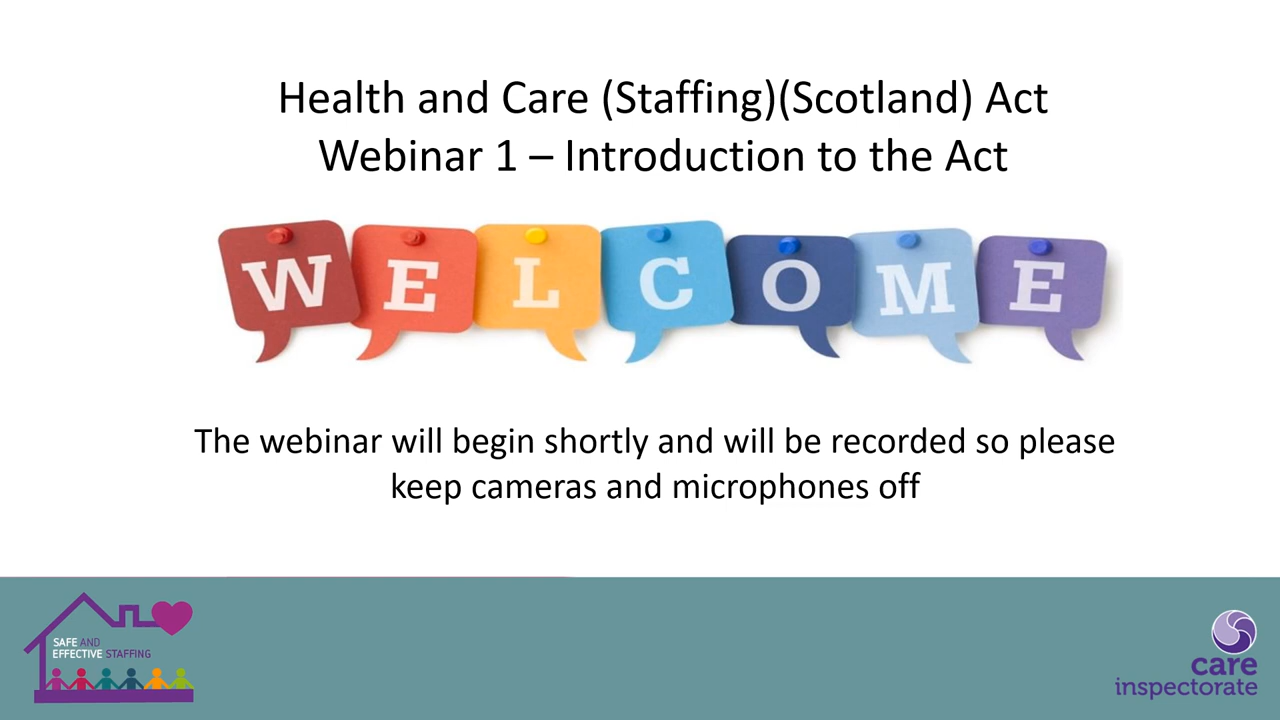 Health and Care (Staffing)(Scotland) Act
Webinar 1 – Introduction to the Act
WELCOME
The webinar will begin shortly and will be recorded so please
keep cameras and microphones off
SAFE AND
EFFECTIVE STAFFING
care
inspectorate